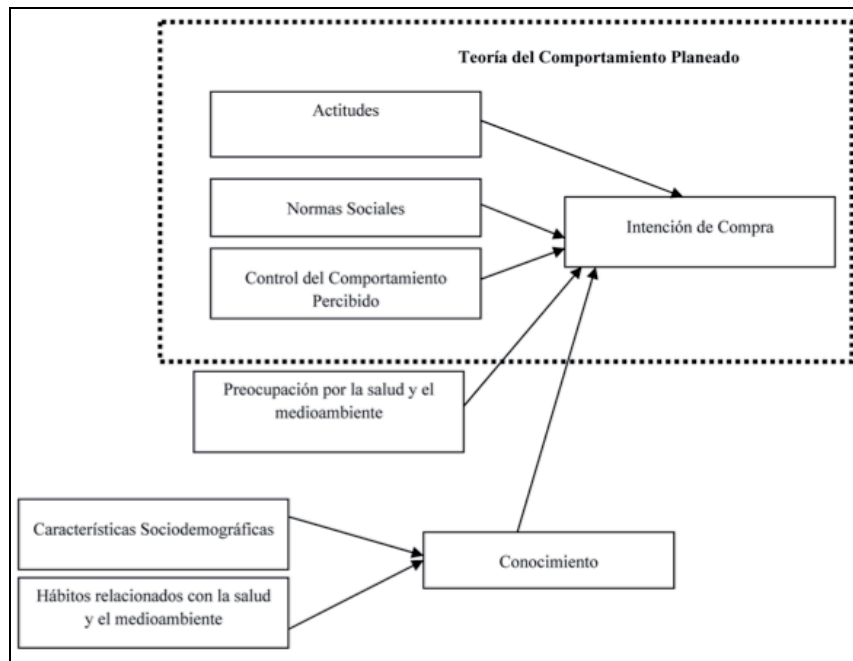 Teoría del Comportamiento Planeado
Actitudes
Normas Sociales
Intención de Compra
Control del Comportamiento
Percibido
Preocupación por la salud y el
medioambiente
Características Sociodemográficas
Conocimiento
Hábitos relacionados con la salud
y el medioambiente